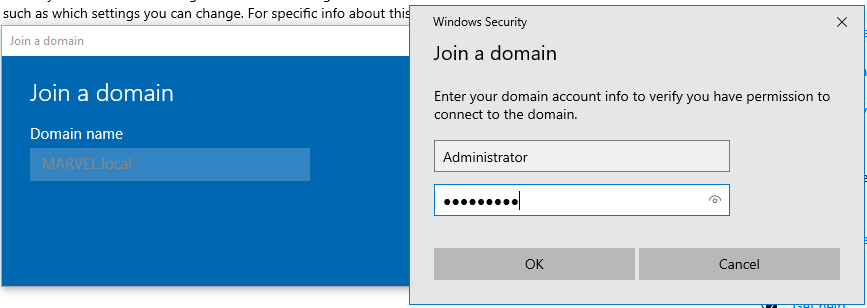 such as which settings you can change. For specific info about this
Join a domain
Join a domain
Domain name
MARVEL.local
Windows Security
Join a domain
Enter your domain account info to verify you have permission to
connect to the domain.
Administrator
●●●●●●●●●
OK
Cancel
Get help